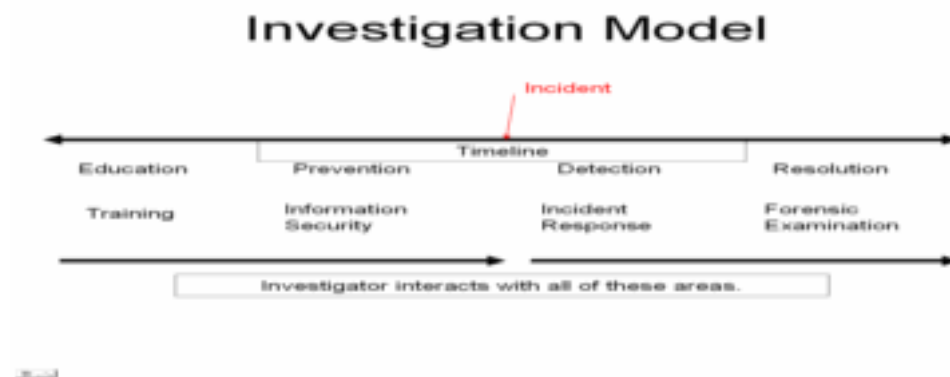 Investigation Model
Incident
Timeline
Education Prevention Detection Resolution
Training Information Security Incident Response Forensic Examination
Investigator interacts with all of these areas.